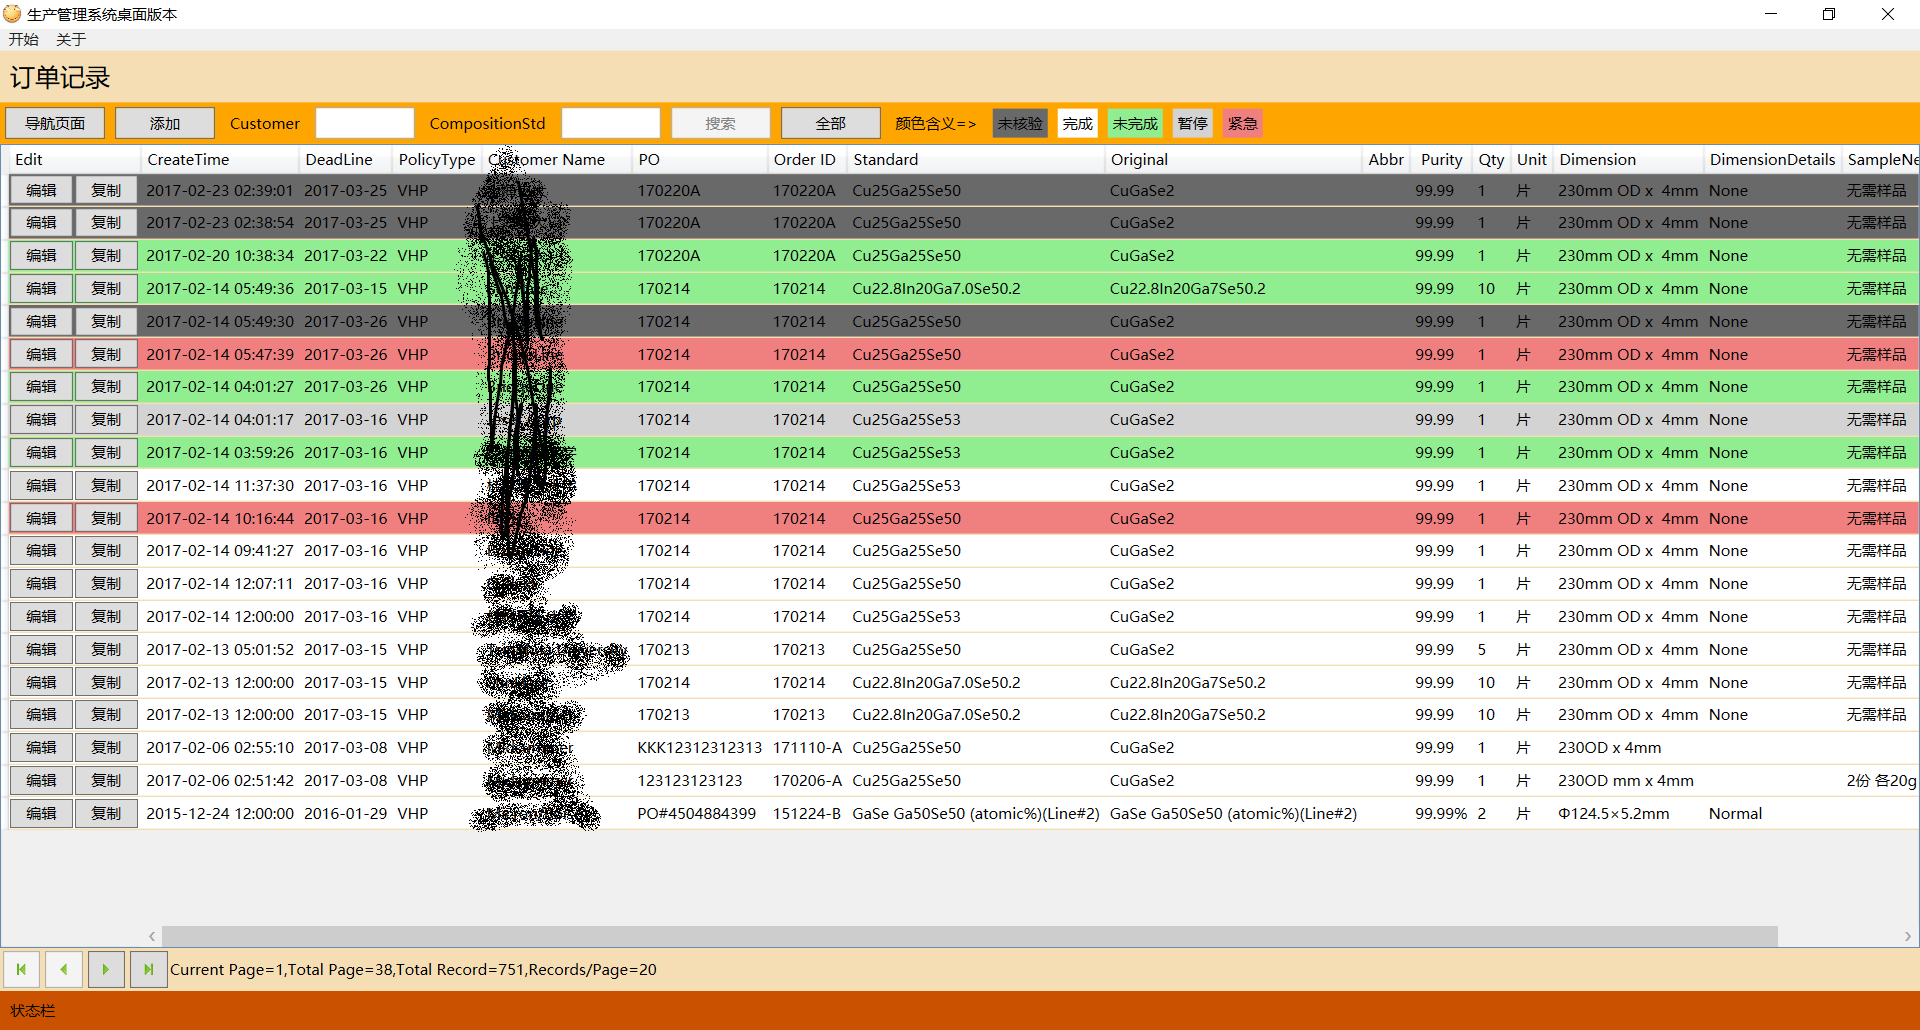 生产管理系统桌面版本
开始 关于
订单记录
导航页面 添加 Customer CompositionStd 搜索 全部 颜色含义=> 未核验 完成 未完成 暂停 紧急
Edit CreateTime DeadLine PolicyType Customer Name PO Order ID Standard Original Abbr Purity Qty Unit Dimension DimensionDetails SampleNe
编辑 复制 2017-02-23 02:39:01 2017-03-25 VHP 170220A 170220A Cu25Ga25Se50 CuGaSe2 99.99 1 片 230mm OD x 4mm None 无需样品
编辑 复制 2017-02-23 02:38:54 2017-03-25 VHP 170220A 170220A Cu25Ga25Se50 CuGaSe2 99.99 1 片 230mm OD x 4mm None 无需样品
编辑 复制 2017-02-20 10:38:34 2017-03-22 VHP 170220A 170220A Cu25Ga25Se50 CuGaSe2 99.99 1 片 230mm OD x 4mm None 无需样品
编辑 复制 2017-02-14 05:49:36 2017-03-15 VHP 170214 170214 Cu22.8In20Ga7.0Se50.2 Cu22.8In20Ga7Se50.2 99.99 10 片 230mm OD x 4mm None 无需样品
编辑 复制 2017-02-14 05:49:30 2017-03-26 VHP 170214 170214 Cu25Ga25Se50 CuGaSe2 99.99 1 片 230mm OD x 4mm None 无需样品
编辑 复制 2017-02-14 05:47:39 2017-03-26 VHP 170214 170214 Cu25Ga25Se50 CuGaSe2 99.99 1 片 230mm OD x 4mm None 无需样品
编辑 复制 2017-02-14 04:01:27 2017-03-26 VHP 170214 170214 Cu25Ga25Se50 CuGaSe2 99.99 1 片 230mm OD x 4mm None 无需样品
编辑 复制 2017-02-14 04:01:17 2017-03-16 VHP 170214 170214 Cu25Ga25Se53 CuGaSe2 99.99 1 片 230mm OD x 4mm None 无需样品
编辑 复制 2017-02-14 03:59:26 2017-03-16 VHP 170214 170214 Cu25Ga25Se53 CuGaSe2 99.99 1 片 230mm OD x 4mm None 无需样品
编辑 复制 2017-02-14 11:37:30 2017-03-16 VHP 170214 170214 Cu25Ga25Se53 CuGaSe2 99.99 1 片 230mm OD x 4mm None 无需样品
编辑 复制 2017-02-14 10:16:44 2017-03-16 VHP 170214 170214 Cu25Ga25Se50 CuGaSe2 99.99 1 片 230mm OD x 4mm None 无需样品
编辑 复制 2017-02-14 09:41:27 2017-03-16 VHP 170214 170214 Cu25Ga25Se50 CuGaSe2 99.99 1 片 230mm OD x 4mm None 无需样品
编辑 复制 2017-02-14 12:07:11 2017-03-16 VHP 170214 170214 Cu25Ga25Se50 CuGaSe2 99.99 1 片 230mm OD x 4mm None 无需样品
编辑 复制 2017-02-14 12:00:00 2017-03-16 VHP 170214 170214 Cu25Ga25Se53 CuGaSe2 99.99 1 片 230mm OD x 4mm None 无需样品
编辑 复制 2017-02-13 05:01:52 2017-03-15 VHP 170213 170213 Cu25Ga25Se50 CuGaSe2 99.99 5 片 230mm OD x 4mm None 无需样品
编辑 复制 2017-02-13 12:00:00 2017-03-15 VHP 170214 170214 Cu22.8In20Ga7.0Se50.2 Cu22.8In20Ga7Se50.2 99.99 10 片 230mm OD x 4mm None 无需样品
编辑 复制 2017-02-13 12:00:00 2017-03-15 VHP 170213 170213 Cu22.8In20Ga7.0Se50.2 Cu22.8In20Ga7Se50.2 99.99 10 片 230mm OD x 4mm None 无需样品
编辑 复制 2017-02-06 02:55:10 2017-03-08 VHP KKK12312312313 171110-A Cu25Ga25Se50 CuGaSe2 99.99 1 片 230OD x 4mm
编辑 复制 2017-02-06 02:51:42 2017-03-08 VHP 123123123123 170206-A Cu25Ga25Se50 CuGaSe2 99.99 1 片 230OD mm x 4mm 2份 各20g
编辑 复制 2015-12-24 12:00:00 2016-01-29 VHP PO#4504884399 151224-B GaSe Ga50Se50 (atomic%)(Line#2) GaSe Ga50Se50 (atomic%)(Line#2) 99.99% 2 片 Φ124.5×5.2mm Normal
Current Page=1,Total Page=38,Total Record=751,Records/Page=20
状态栏